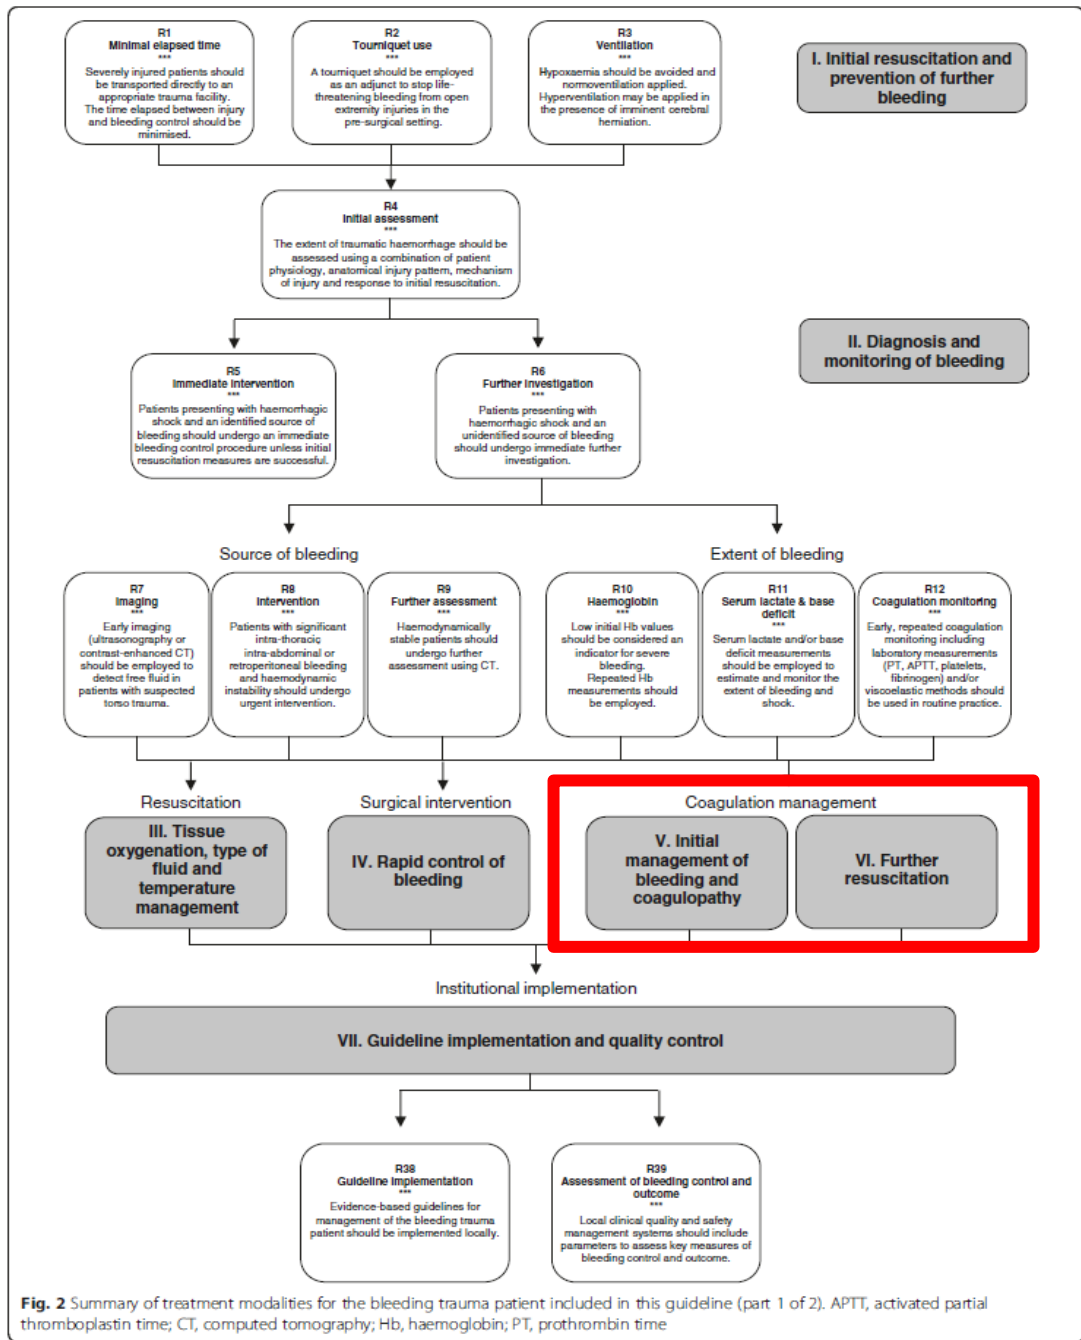 R1
Minimal elapsed time
***
Severely injured patients should
be transported directly to an
appropriate trauma facility.
The time elapsed between injury
and bleeding control should be
minimised.
R2
Tourniquet use
***
A tourniquet should be employed
as an adjunct to stop life-
threatening bleeding from open
extremity injuries in the
pre-surgical setting.
R3
Ventilation
***
Hypoxaemia should be avoided and
normoventilation applied.
Hyperventilation may be applied in
the presence of imminent cerebral
herniation.
I. Initial resuscitation and
prevention of further
bleeding
R4
Initial assessment
***
The extent of traumatic haemorrhage should be
assessed using a combination of patient
physiology, anatomical injury pattern, mechanism
of injury and response to initial resuscitation.
II. Diagnosis and
monitoring of bleeding
R5
Immediate intervention
***
Patients presenting with haemorrhagic
shock and an identified source of
bleeding should undergo an immediate
bleeding control procedure unless initial
resuscitation measures are successful.
R6
Further investigation
***
Patients presenting with
haemorrhagic shock and an
unidentified source of bleeding
should undergo immediate further
investigation.
Source of bleeding
Extent of bleeding
R7
Imaging
***
Early imaging
(ultrasonography or
contrast-enhanced CT)
should be employed to
detect free fluid in
patients with suspected
torso trauma.
R8
Intervention
***
Patients with significant
intra-thoracic
intra-abdominal or
retroperitoneal bleeding
and haemodynamic
instability should undergo
urgent intervention.
R9
Further assessment
***
Haemodynamically
stable patients should
undergo further
assessment using CT.
R10
Haemoglobin
***
Low initial Hb values
should be considered an
indicator for severe
bleeding.
Repeated Hb
measurements should
be employed.
R11
Serum lactate & base
deficit
***
Serum lactate and/or base
deficit measurements
should be employed to
estimate and monitor the
extent of bleeding and
shock.
R12
Coagulation monitoring
***
Early, repeated coagulation
monitoring including
laboratory measurements
(PT, APTT, platelets,
fibrinogen) and/or
viscoelastic methods should
be used in routine practice.
Resuscitation
Surgical intervention
Coagulation management
III. Tissue
oxygenation, type of
fluid and
temperature
management
IV. Rapid control of
bleeding
V. Initial
management of
bleeding and
coagulopathy
VI. Further
resuscitation
Institutional implementation
VII. Guideline implementation and quality control
R38
Guideline implementation
***
Evidence-based guidelines for
management of the bleeding trauma
patient should be implemented locally.
R39
Assessment of bleeding control and
outcome
***
Local clinical quality and safety
management systems should include
parameters to assess key measures of
bleeding control and outcome.
Fig. 2 Summary of treatment modalities for the bleeding trauma patient included in this guideline (part 1 of 2). APTT, activated partial
thromboplastin time; CT, computed tomography; Hb, haemoglobin; PT, prothrombin time